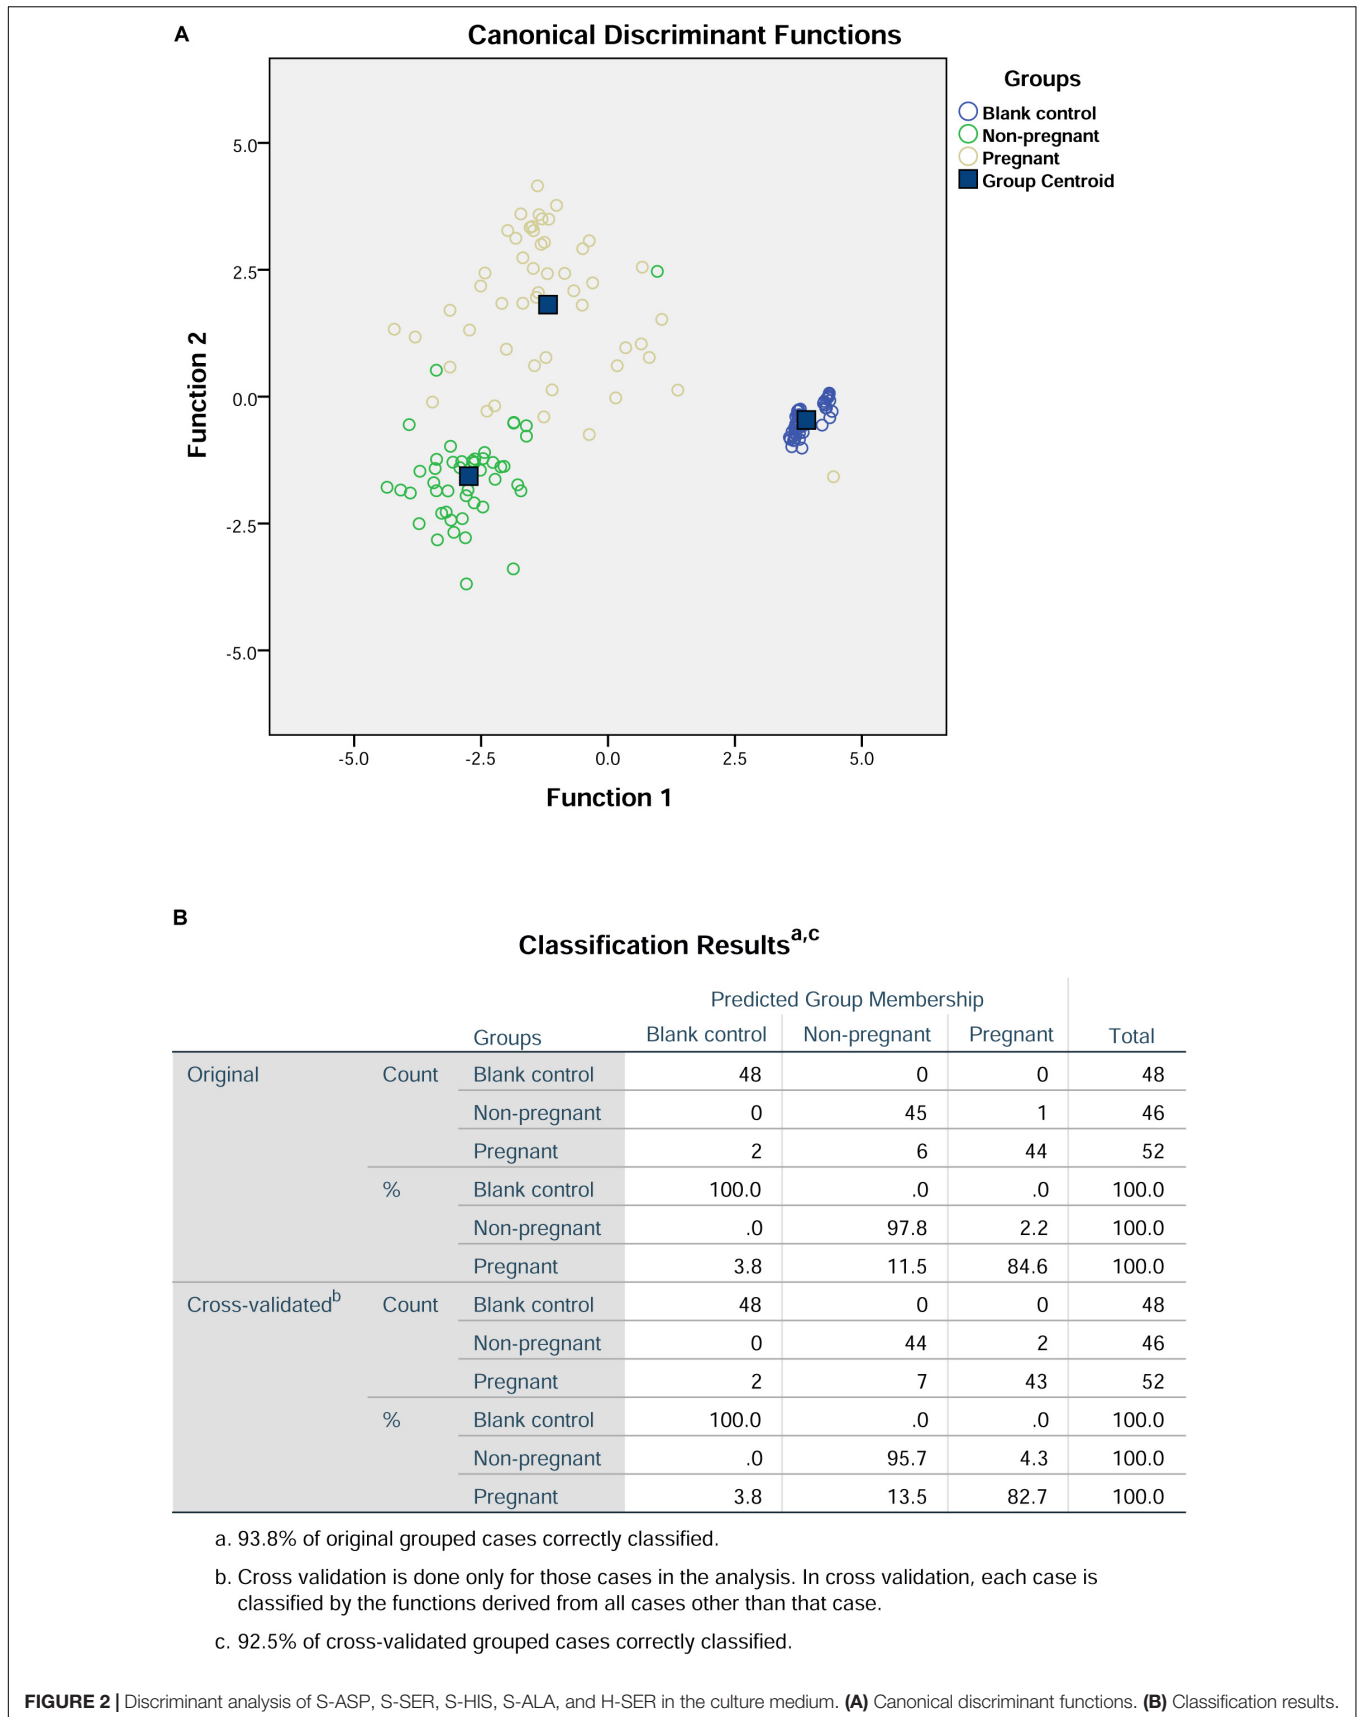 A
Canonical Discriminant Functions
Groups
Blank control
Non-pregnant
Pregnant
Group Centroid
Function 2
5.0
2.5
0.0
-2.5
-5.0
-5.0 -2.5 0.0 2.5 5.0
Function 1
B
Classification Results a,c
Predicted Group Membership
Groups Blank control Non-pregnant Pregnant Total
Original Count Blank control 48 0 0 48
Non-pregnant 0 45 1 46
Pregnant 2 6 44 52
% Blank control 100.0 .0 .0 100.0
Non-pregnant .0 97.8 2.2 100.0
Pregnant 3.8 11.5 84.6 100.0
Cross-validated b Count Blank control 48 0 0 48
Non-pregnant 0 44 2 46
Pregnant 2 7 43 52
% Blank control 100.0 .0 .0 100.0
Non-pregnant .0 95.7 4.3 100.0
Pregnant 3.8 13.5 82.7 100.0
a. 93.8% of original grouped cases correctly classified.
b. Cross validation is done only for those cases in the analysis. In cross validation, each case is
classified by the functions derived from all cases other than that case.
c. 92.5% of cross-validated grouped cases correctly classified.
FIGURE 2 | Discriminant analysis of S-ASP, S-SER, S-HIS, S-ALA, and H-SER in the culture medium. (A) Canonical discriminant functions. (B) Classification results.